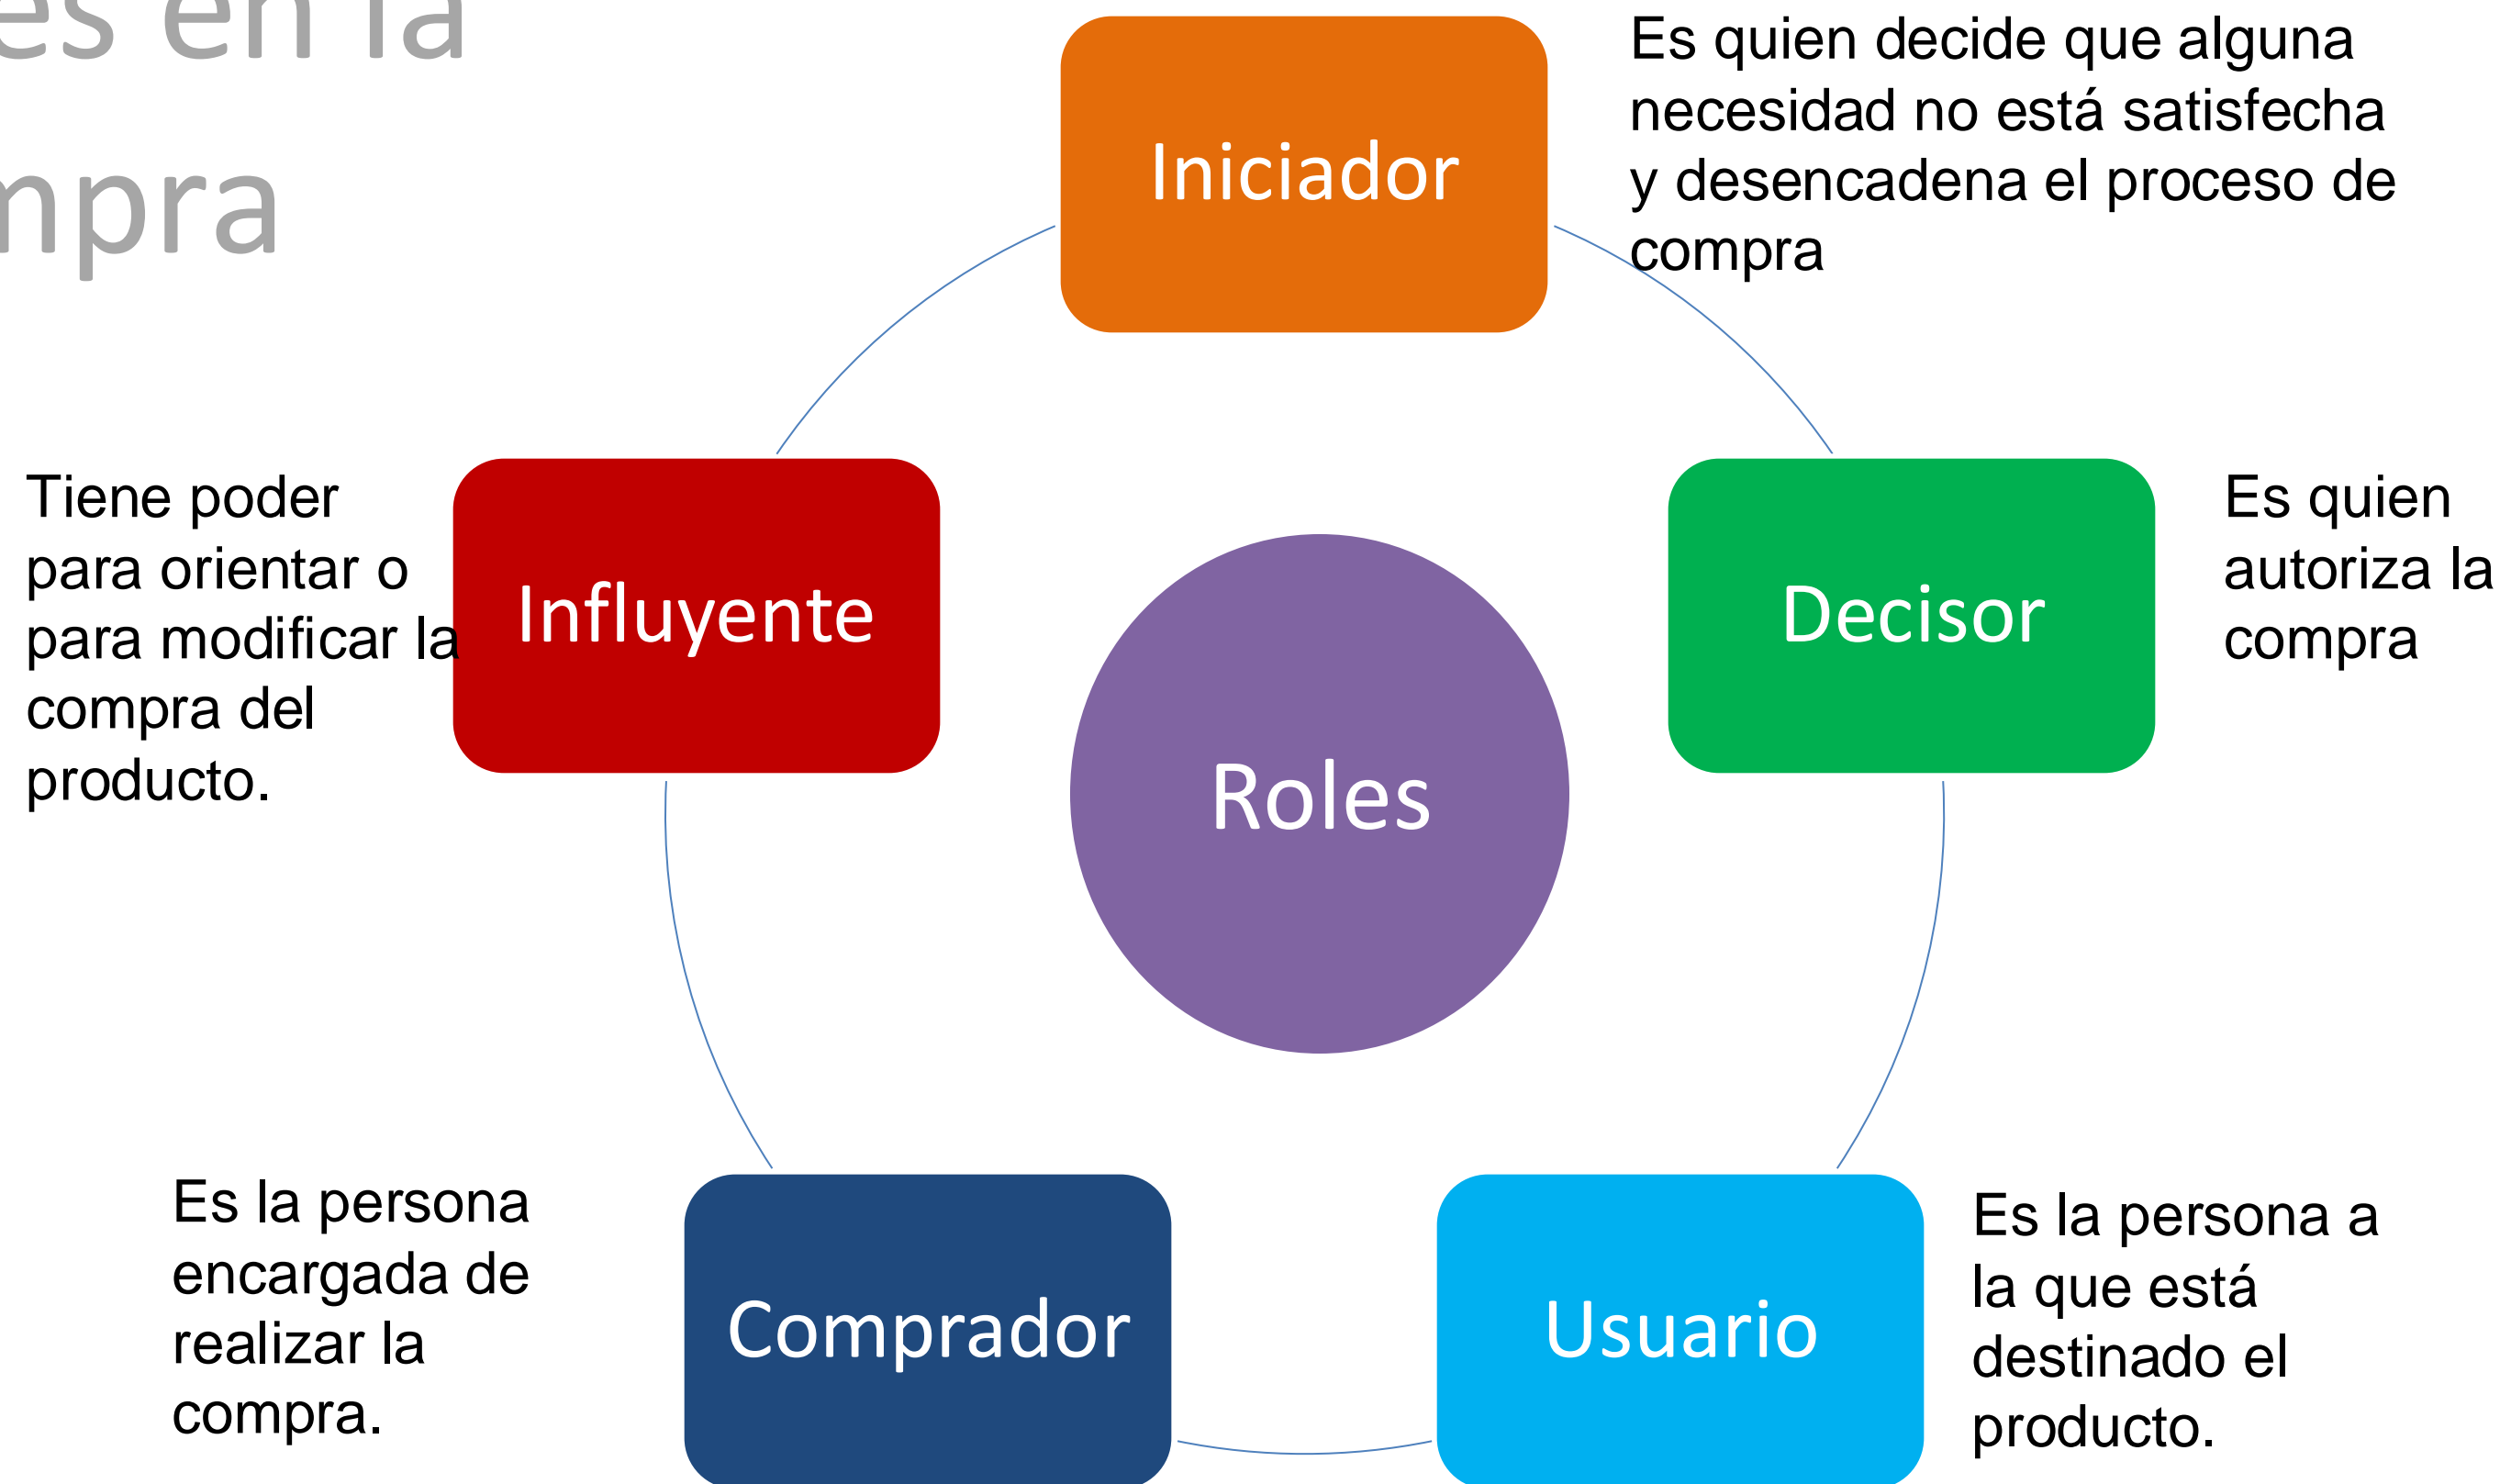 es en la
mpra
Iniciador
Es quien decide que alguna
necesidad no está satisfecha
y desencadena el proceso de
compra
Tiene poder
para orientar o
para modificar la
compra del
producto.
Influyente
Decisor
Es quien
autoriza la
compra
Roles
Es la persona
encargada de
realizar la
compra.
Comprador
Usuario
Es la persona a
la que está
destinado el
producto.